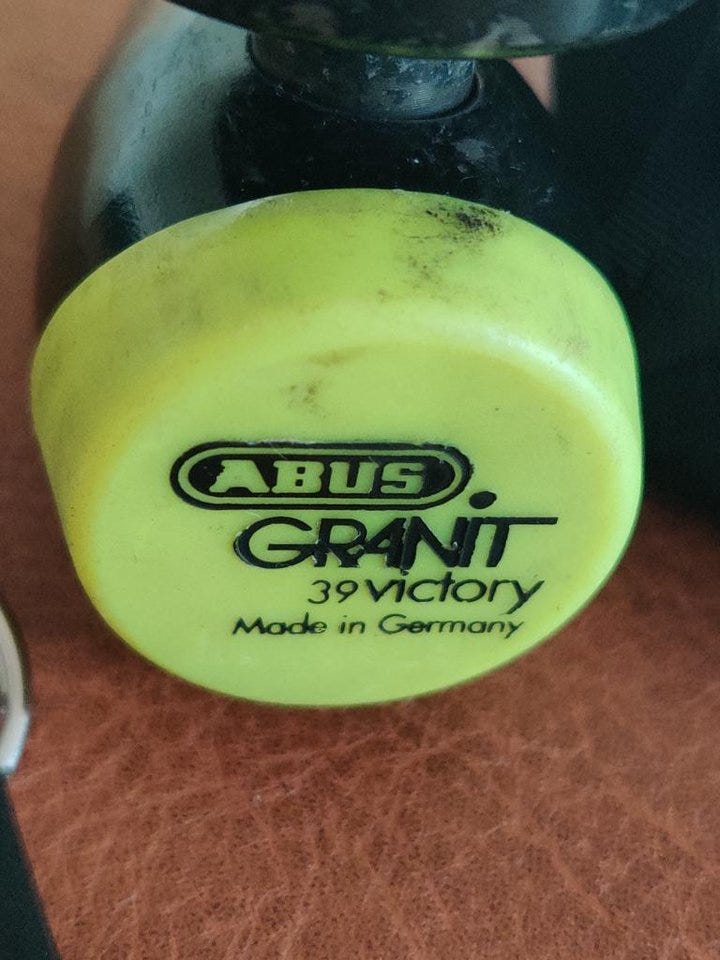 ABUS
GRANIT
39 victory
Made in Germany